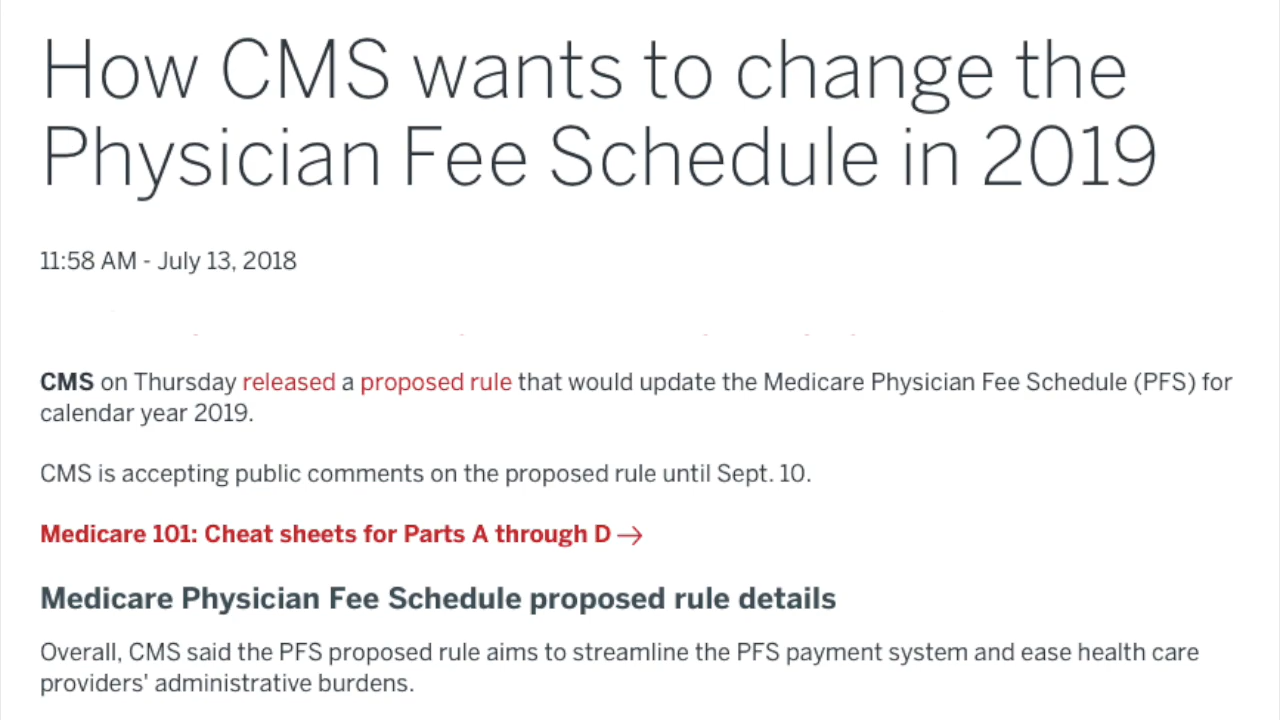 How CMS wants to change the
Physician Fee Schedule in 2019
11:58 AM - July 13, 2018
CMS on Thursday released a proposed rule that would update the Medicare Physician Fee Schedule (PFS) for
calendar year 2019.
CMS is accepting public comments on the proposed rule until Sept. 10.
Medicare 101: Cheat sheets for Parts A through D →
Medicare Physician Fee Schedule proposed rule details
Overall, CMS said the PFS proposed rule aims to streamline the PFS payment system and ease health care
providers' administrative burdens.